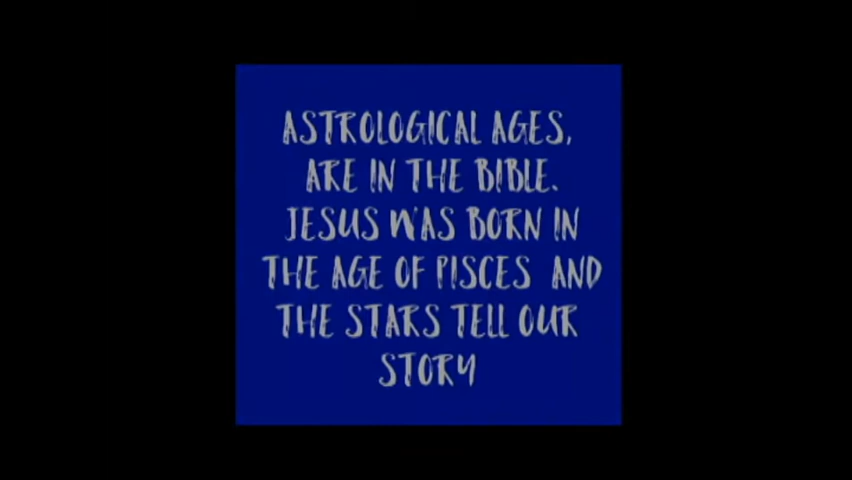 ASTROLOGICAL AGES,
ARE IN THE BIBLE.
JESUS WAS BORN IN
THE AGE OF PISCES AND
THE STARS TELL OUR
STORY